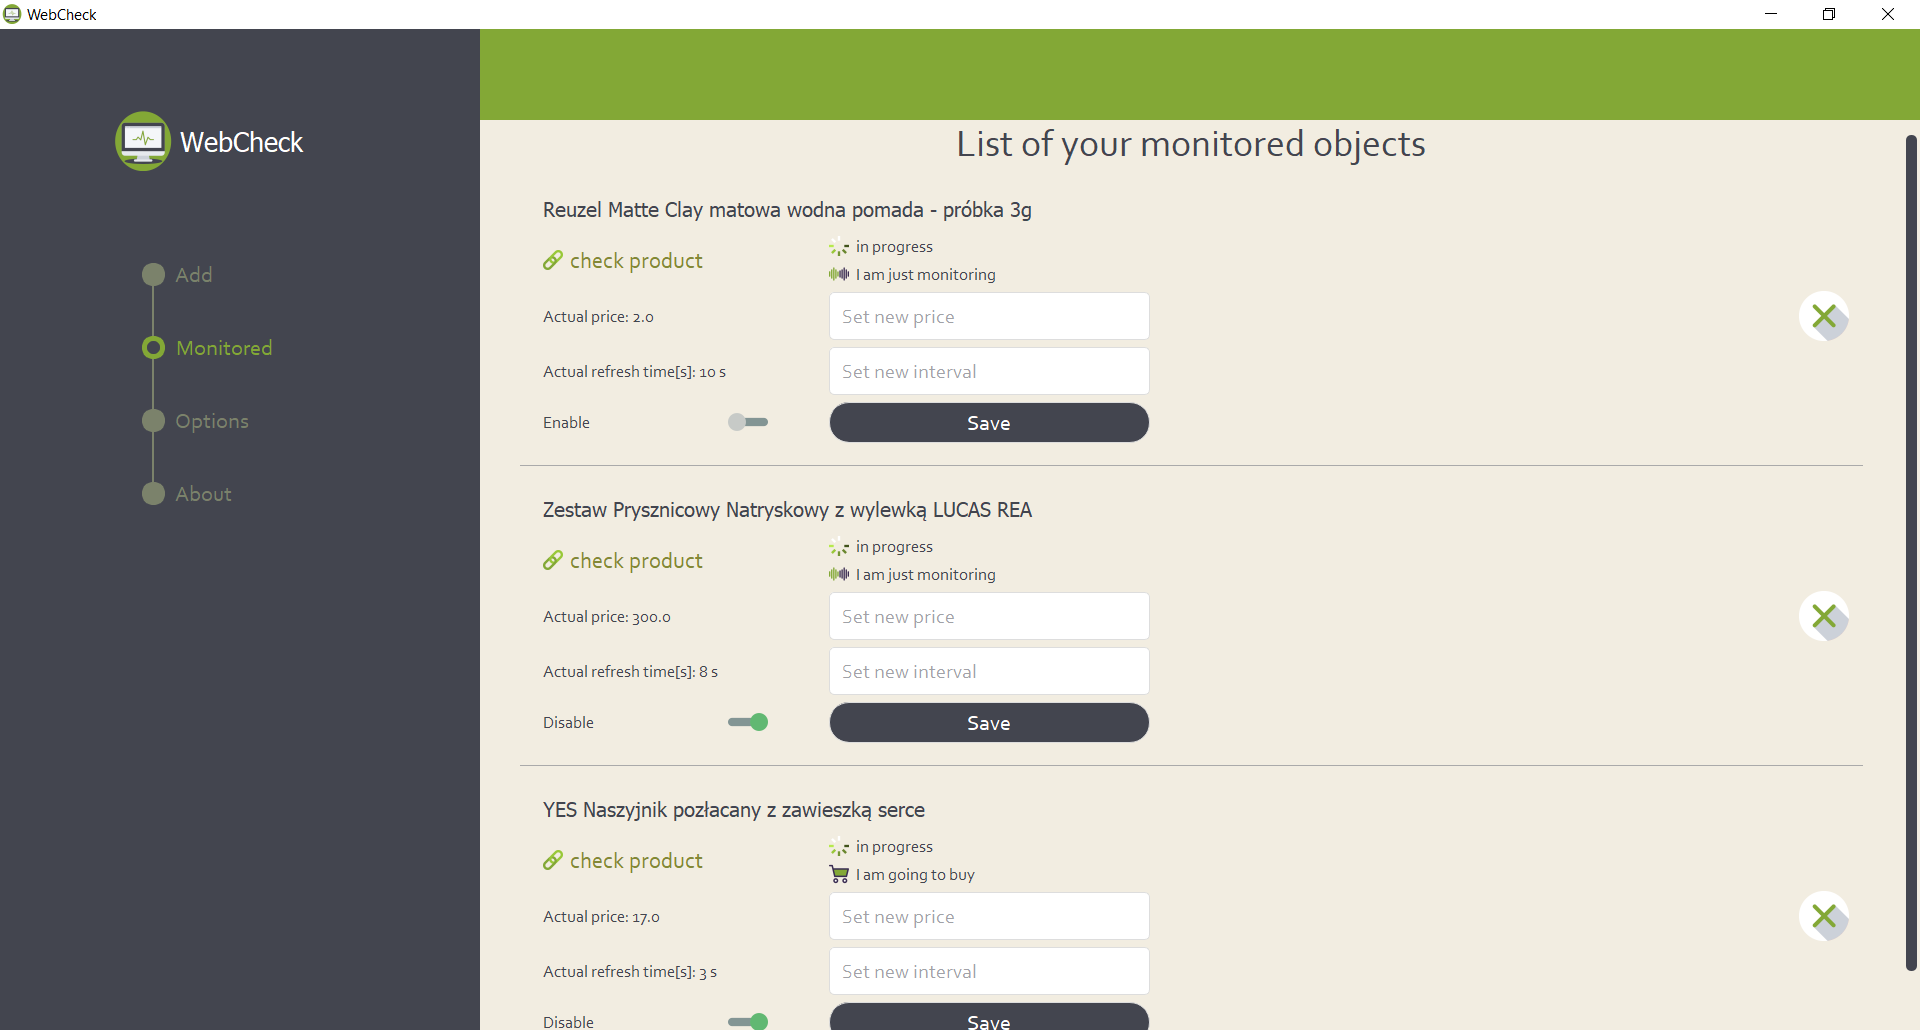 WebCheck
WebCheck
Add
Monitored
Options
About
List of your monitored objects
Reuzel Matte Clay matowa wodna pomada - próbka 3g
check product
in progress
I am just monitoring
Actual price: 2.0
Set new price
Actual refresh time[s]: 10 s
Set new interval
Enable
Save
Zestaw Prysznicowy Natryskowy z wylewką LUCAS REA
check product
in progress
I am just monitoring
Actual price: 300.0
Set new price
Actual refresh time[s]: 8 s
Set new interval
Disable
Save
YES Naszyjnik pozłacany z zawieszką serce
check product
in progress
I am going to buy
Actual price: 17.0
Set new price
Actual refresh time[s]: 3 s
Set new interval
Disable
Save